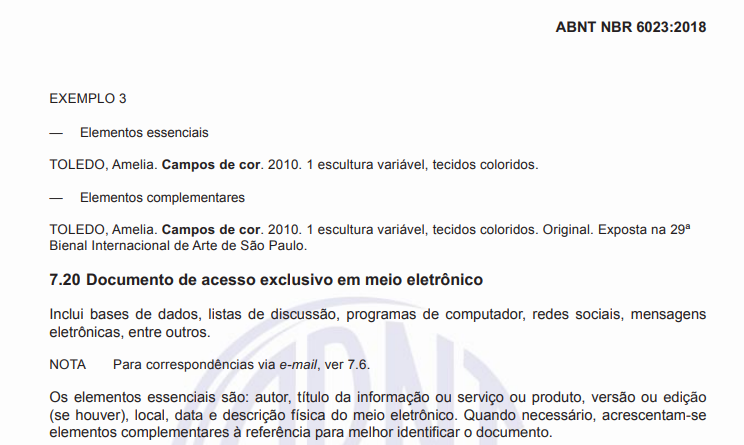 ABNT NBR 6023:2018
EXEMPLO 3
— Elementos essenciais
TOLEDO, Amelia. Campos de cor. 2010. 1 escultura variável, tecidos coloridos.
— Elementos complementares
TOLEDO, Amelia. Campos de cor. 2010. 1 escultura variável, tecidos coloridos. Original. Exposta na 29ª
Bienal Internacional de Arte de São Paulo.
7.20 Documento de acesso exclusivo em meio eletrônico
Inclui bases de dados, listas de discussão, programas de computador, redes sociais, mensagens
eletrônicas, entre outros.
NOTA Para correspondências via e-mail, ver 7.6.
Os elementos essenciais são: autor, título da informação ou serviço ou produto, versão ou edição
(se houver), local, data e descrição física do meio eletrônico. Quando necessário, acrescentam-se
elementos complementares à referência para melhor identificar o documento.
ABNT